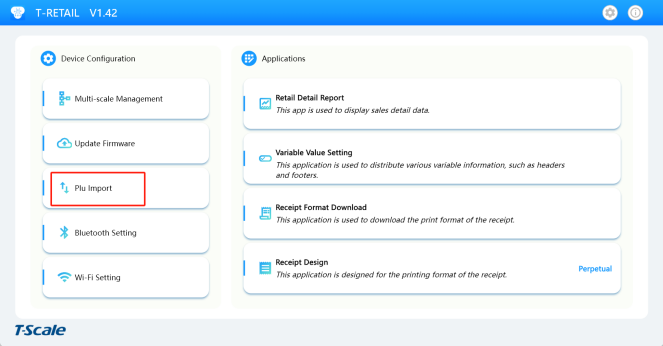 T-RETAIL V1.42
Device Configuration
Multi-scale Management
Update Firmware
Plu Import
Bluetooth Setting
Wi-Fi Setting
Applications
Retail Detail Report
This app is used to display sales detail data.
Variable Value Setting
This application is used to distribute various variable information, such as headers
and footers.
Receipt Format Download
This application is used to download the print format of the receipt.
Receipt Design
This application is designed for the printing format of the receipt.
Perpetual
T-Scale